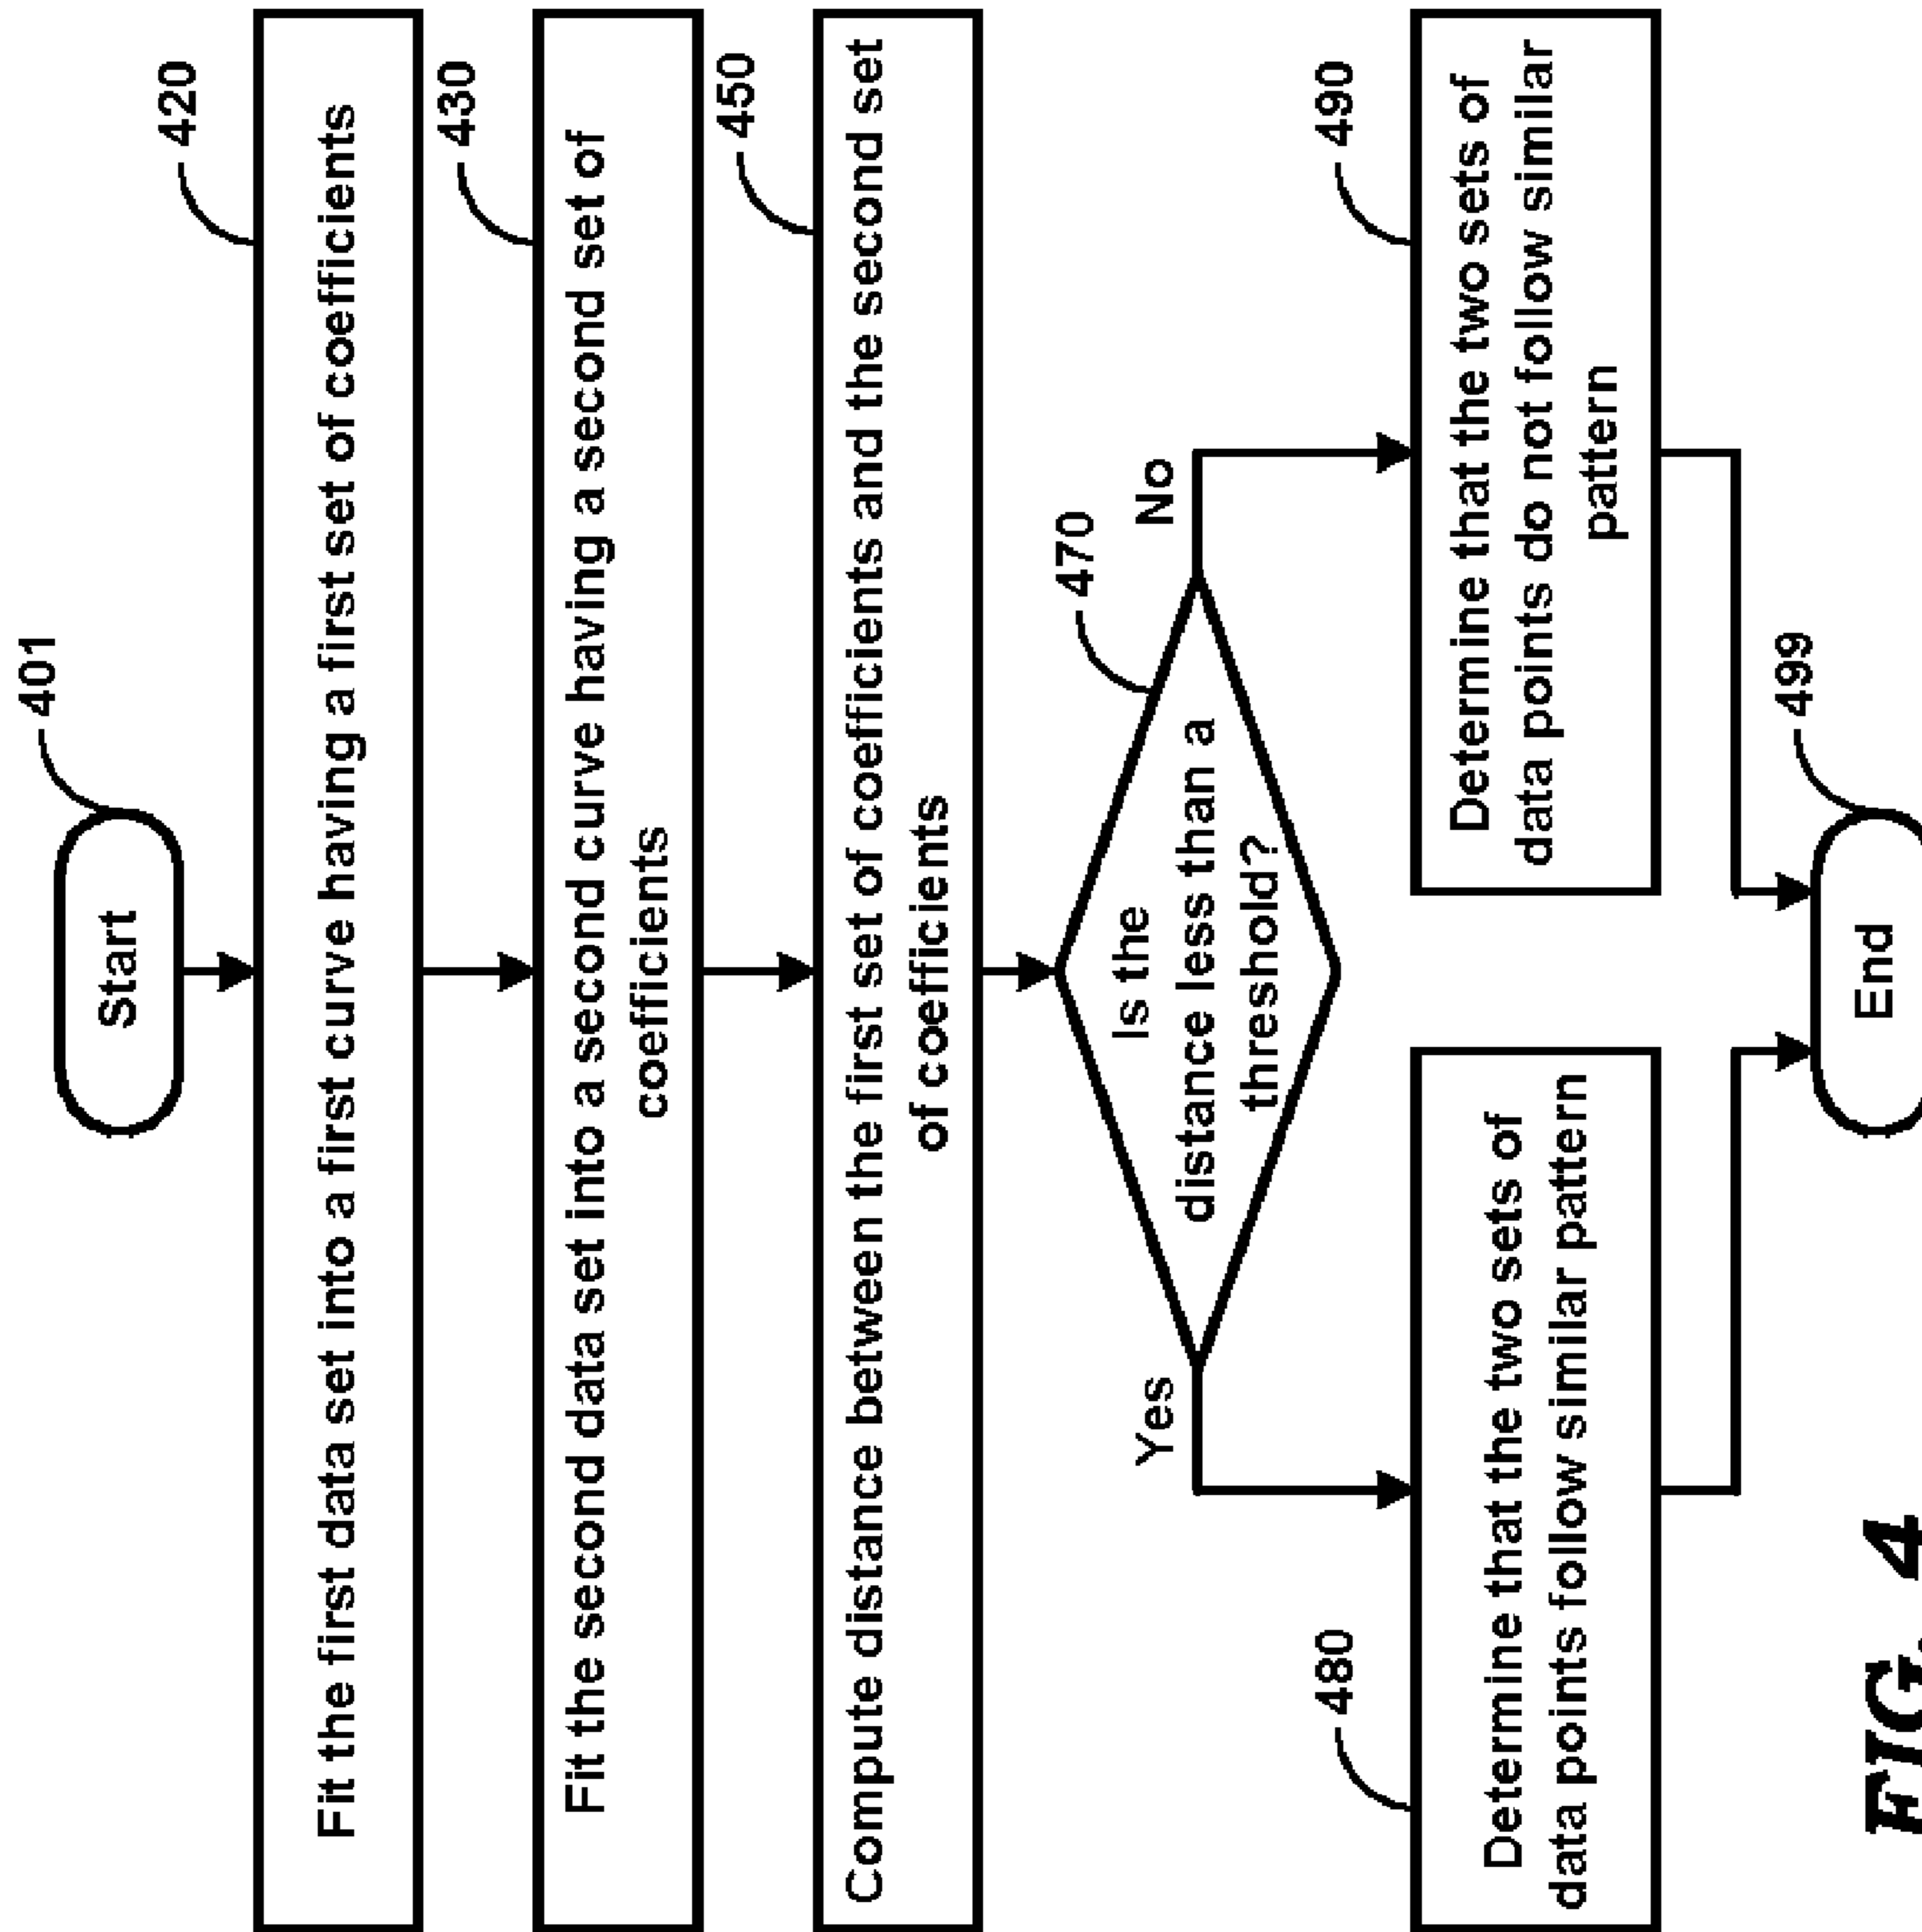 401
Start
420
Fit the first data set into a first curve having a first set of coefficients
430
Fit the second data set into a second curve having a second set of
coefficients
450
Compute distance between the first set of coefficients and the second set
of coefficients
470
Is the
distance less than a
threshold?
Yes
No
480
Determine that the two sets of
data points follow similar pattern
490
Determine that the two sets of
data points do not follow similar
pattern
499
End
FIG. 4